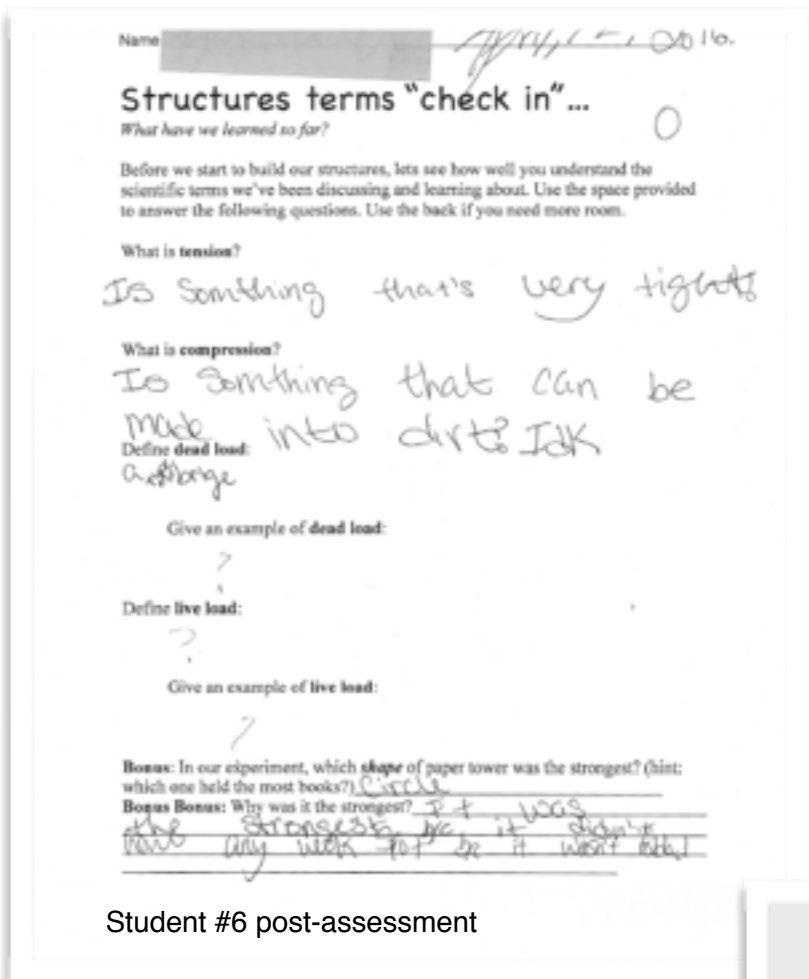 Name
2016.
Structures terms "check in"...
0
What have we learned so far?
Before we start to build our structures, lets see how well you understand the
scientific terms we've been discussing and learning about. Use the space provided
to answer the following questions. Use the back if you need more room.
What is tension?
Is Somthing that's very tight
What is compression?
Is Somthing that can be
made into dirt? Idk
Define dead load:
Give an example of dead load:
?
Define live load:
?
Give an example of live load:
?
Bonus: In our experiment, which shape of paper tower was the strongest? (hint:
which one held the most books?) Circle
Bonus Bonus: Why was it the strongest? It was
the strongest b/c it didn't
have any it wasn't
Student #6 post-assessment